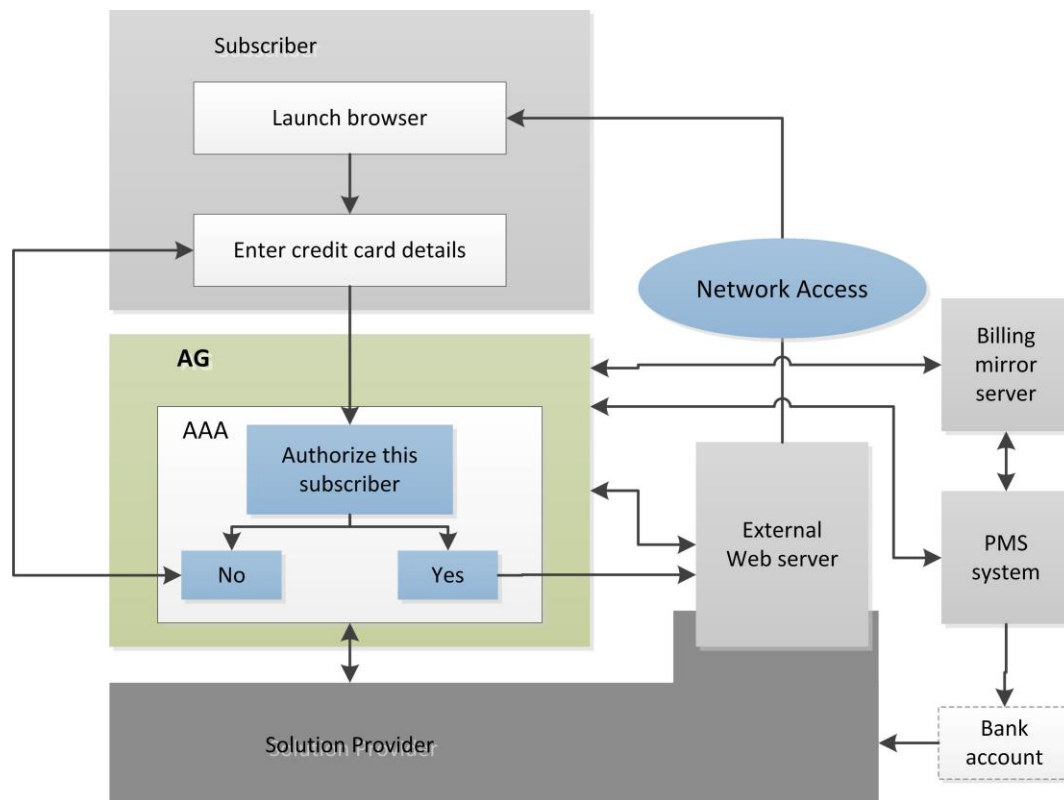 Subscriber
Launch browser
Enter credit card details
Network Access
AG
Billing
mirror
server
AAA
Authorize this
subscriber
External
Web server
PMS
system
No
Yes
Solution Provider
Bank
account